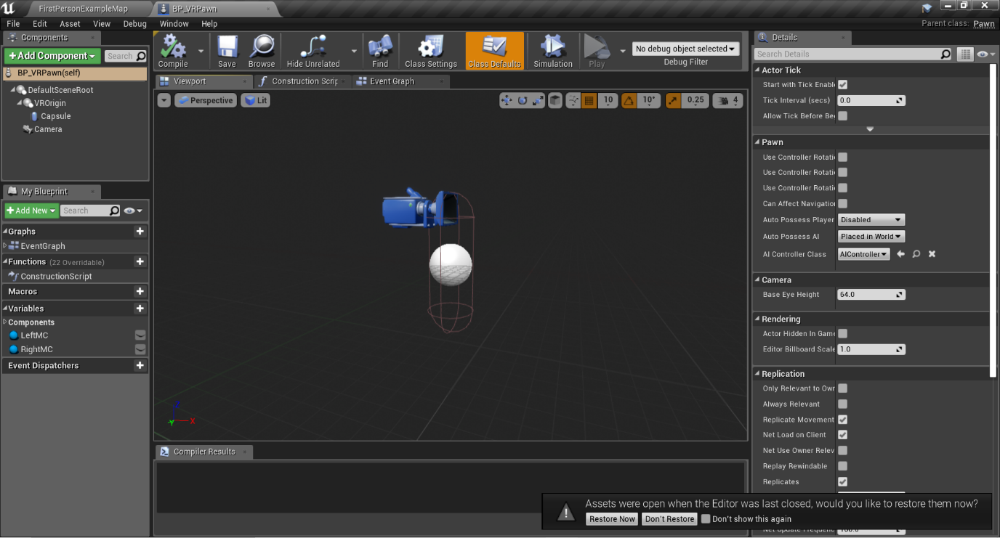 FirstPersonExampleMap
BP_VRPawn
File Edit Asset View Debug Window Help
Parent class: Pawn
Components
+Add Component
Search
BP_VRPawn(self)
DefaultSceneRoot
VROrigin
Capsule
Camera
My Blueprint
+Add New
Search
Graphs
EventGraph
Functions (22 Overridable)
ConstructionScript
Macros
Variables
Components
LeftMC
RightMC
Event Dispatchers
Compile
Save
Browse
Hide Unrelated
Find
Class Settings
Class Defaults
Simulation
Play
No debug object selected
Debug Filter
Viewport
Construction Scrip
Event Graph
Perspective
Lit
10
10°
0.25
4
Z
X
Y
Compiler Results
Details
Search Details
Actor Tick
Start with Tick Enabl
Tick Interval (secs) 0.0
Allow Tick Before Be
Pawn
Use Controller Rotati
Use Controller Rotati
Use Controller Rotati
Can Affect Navigation
Auto Possess Player Disabled
Auto Possess AI Placed in World
AI Controller Class AIController
Camera
Base Eye Height 64.0
Rendering
Actor Hidden In Game
Editor Billboard Scale 1.0
Replication
Only Relevant to Own
Always Relevant
Replicate Movement
Net Load on Client
Net Use Owner Relev
Replay Rewindable
Replicates
Assets were open when the Editor was last closed, would you like to restore them now?
Restore Now Don't Restore Don't show this again